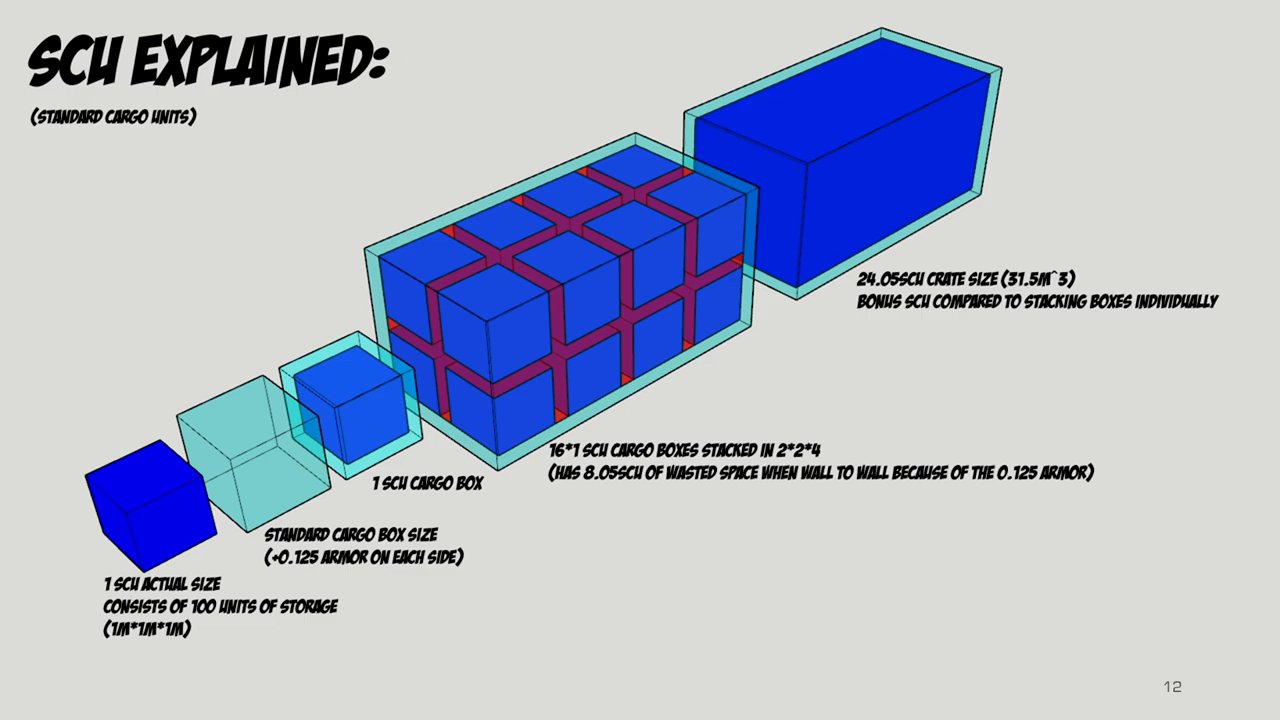 SCU EXPLAINED:
(STANDARD CARGO UNITS)
24.05SCU CRATE SIZE (31.5M^3)
BONUS SCU COMPARED TO STACKING BOXES INDIVIDUALLY
16*1 SCU CARGO BOXES STACKED IN 2*2*4
(HAS 8.05SCU OF WASTED SPACE WHEN WALL TO WALL BECAUSE OF THE 0.125 ARMOR)
1 SCU CARGO BOX
STANDARD CARGO BOX SIZE
(+0.125 ARMOR ON EACH SIDE)
1 SCU ACTUAL SIZE
CONSISTS OF 100 UNITS OF STORAGE
(1M*1M*1M)
12